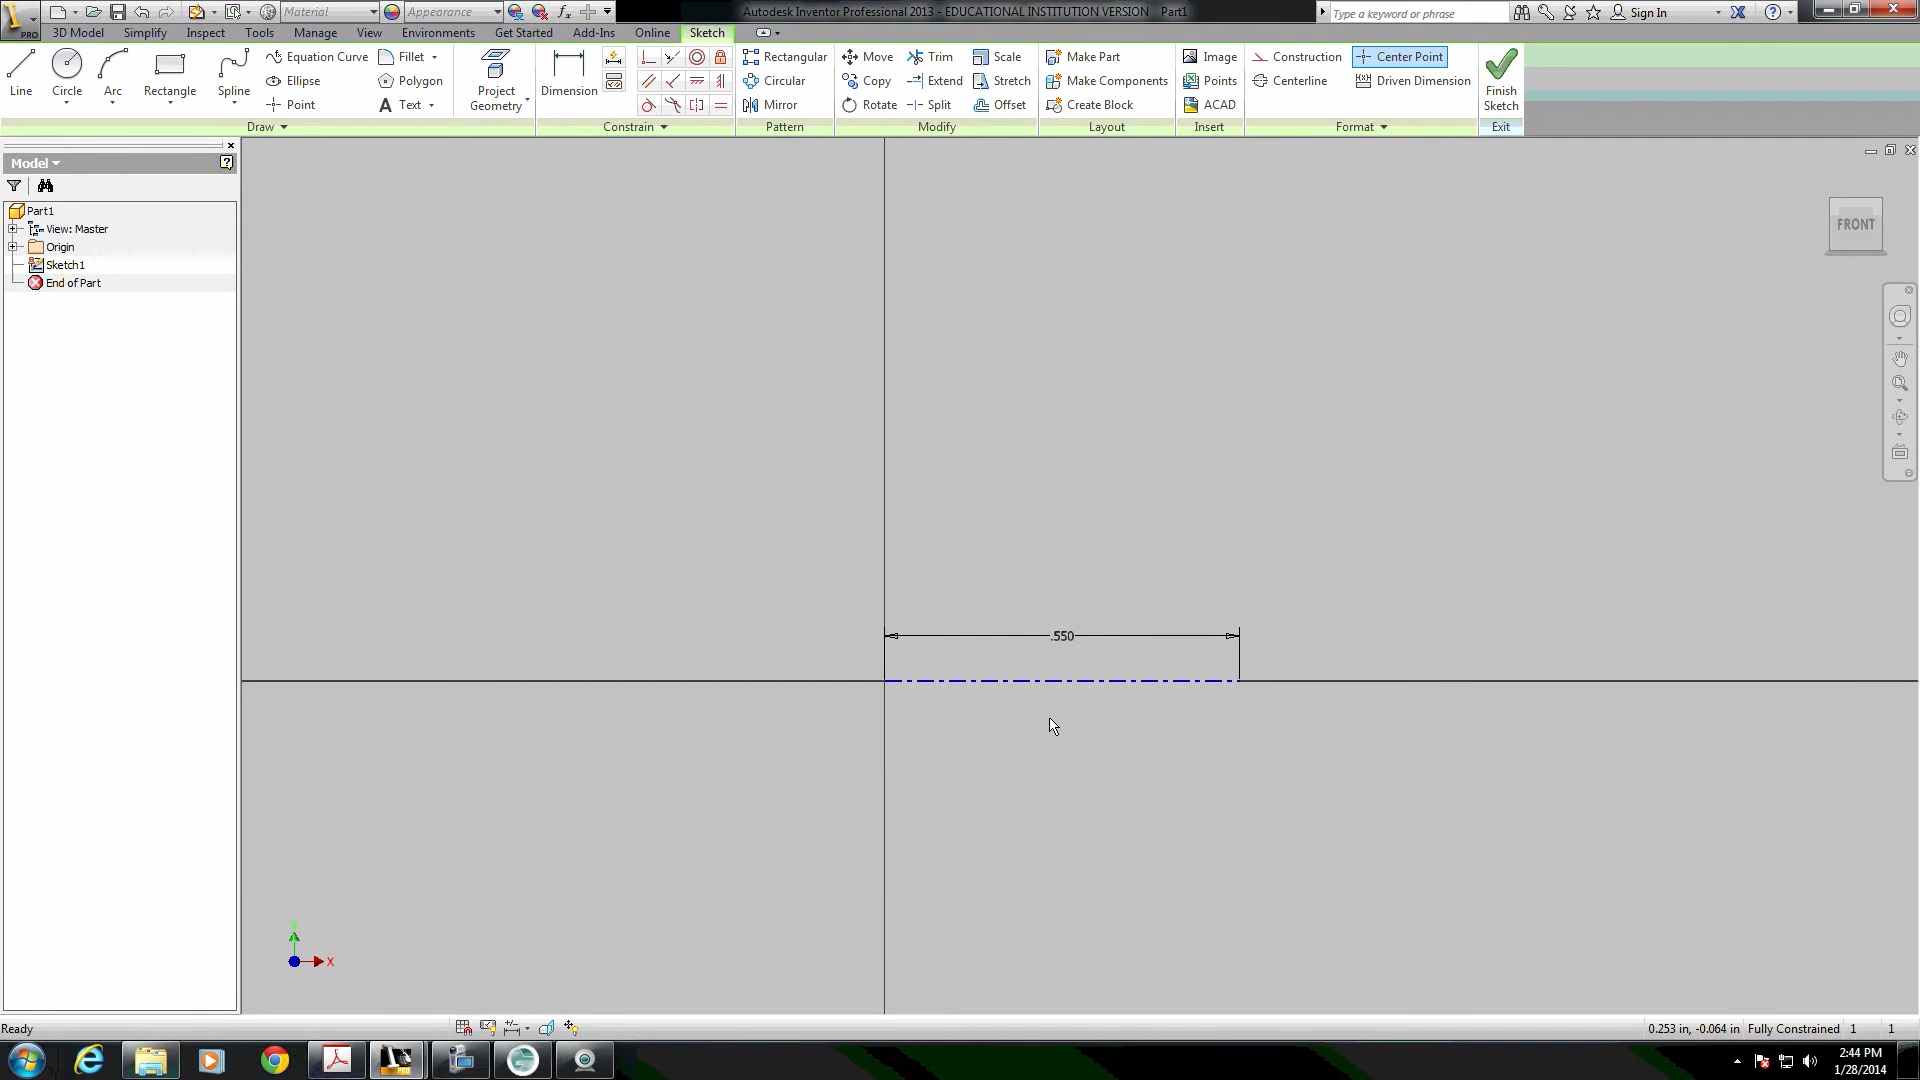 Material
Appearance
Autodesk Inventor Professional 2013 - EDUCATIONAL INSTITUTION VERSION Part1
Type a keyword or phrase
Sign In
PRO
3D Model Simplify Inspect Tools Manage View Environments Get Started Add-Ins Online Sketch
Line
Circle
Arc
Rectangle
Spline
Equation Curve
Ellipse
Point
Fillet
Polygon
A Text
Project Geometry
Dimension
Rectangular
Circular
Mirror
Move
Copy
Rotate
Trim
Extend
Split
Scale
Stretch
Offset
Make Part
Make Components
Create Block
Image
Points
ACAD
Construction
Centerline
Center Point
Driven Dimension
Finish Sketch
Draw
Constrain
Pattern
Modify
Layout
Insert
Format
Exit
Model
Part1
View: Master
Origin
Sketch1
End of Part
FRONT
.550
X
Ready
0.253 in, -0.064 in Fully Constrained 1 1
2:44 PM
1/28/2014